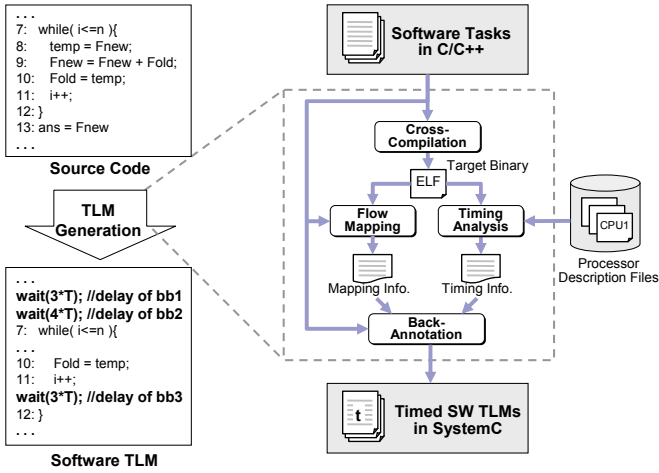 . . .
7: while( i<=n ){
8: temp = Fnew;
9: Fnew = Fnew + Fold;
10: Fold = temp;
11: i++;
12: }
13: ans = Fnew
. . .
Source Code
TLM
Generation
. . .
wait(3*T); //delay of bb1
wait(4*T); //delay of bb2
7: while( i<=n ){
. . .
10: Fold = temp;
11: i++;
wait(3*T); //delay of bb3
12: }
. . .
Software TLM
Software Tasks
in C/C++
Cross-
Compilation
Target Binary
ELF
Flow
Mapping
Timing
Analysis
CPU1
Processor
Description Files
Mapping Info.
Timing Info.
Back-
Annotation
t
Timed SW TLMs
in SystemC